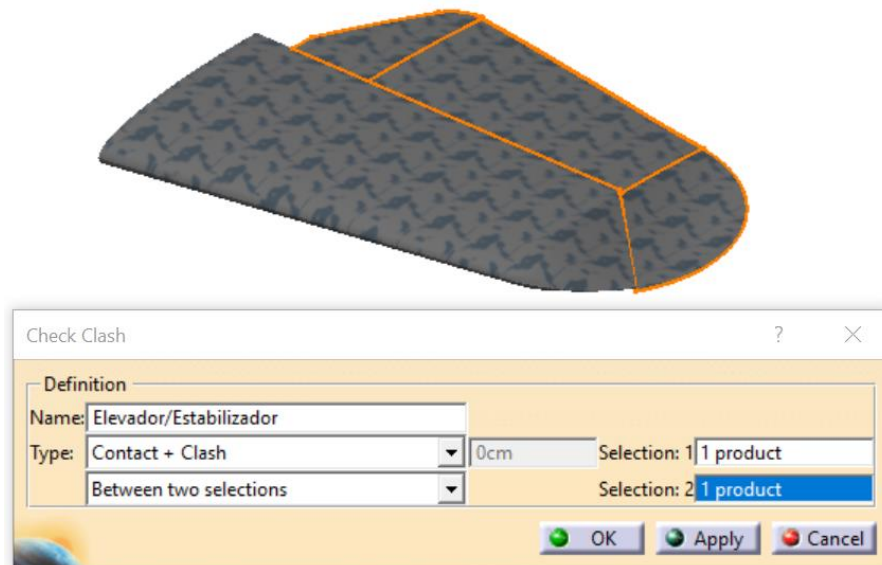 Check Clash ?
Definition
Name: Elevador/Estabilizador
Type: Contact + Clash 0cm Selection: 1 1 product
Between two selections Selection: 2 1 product
OK Apply Cancel